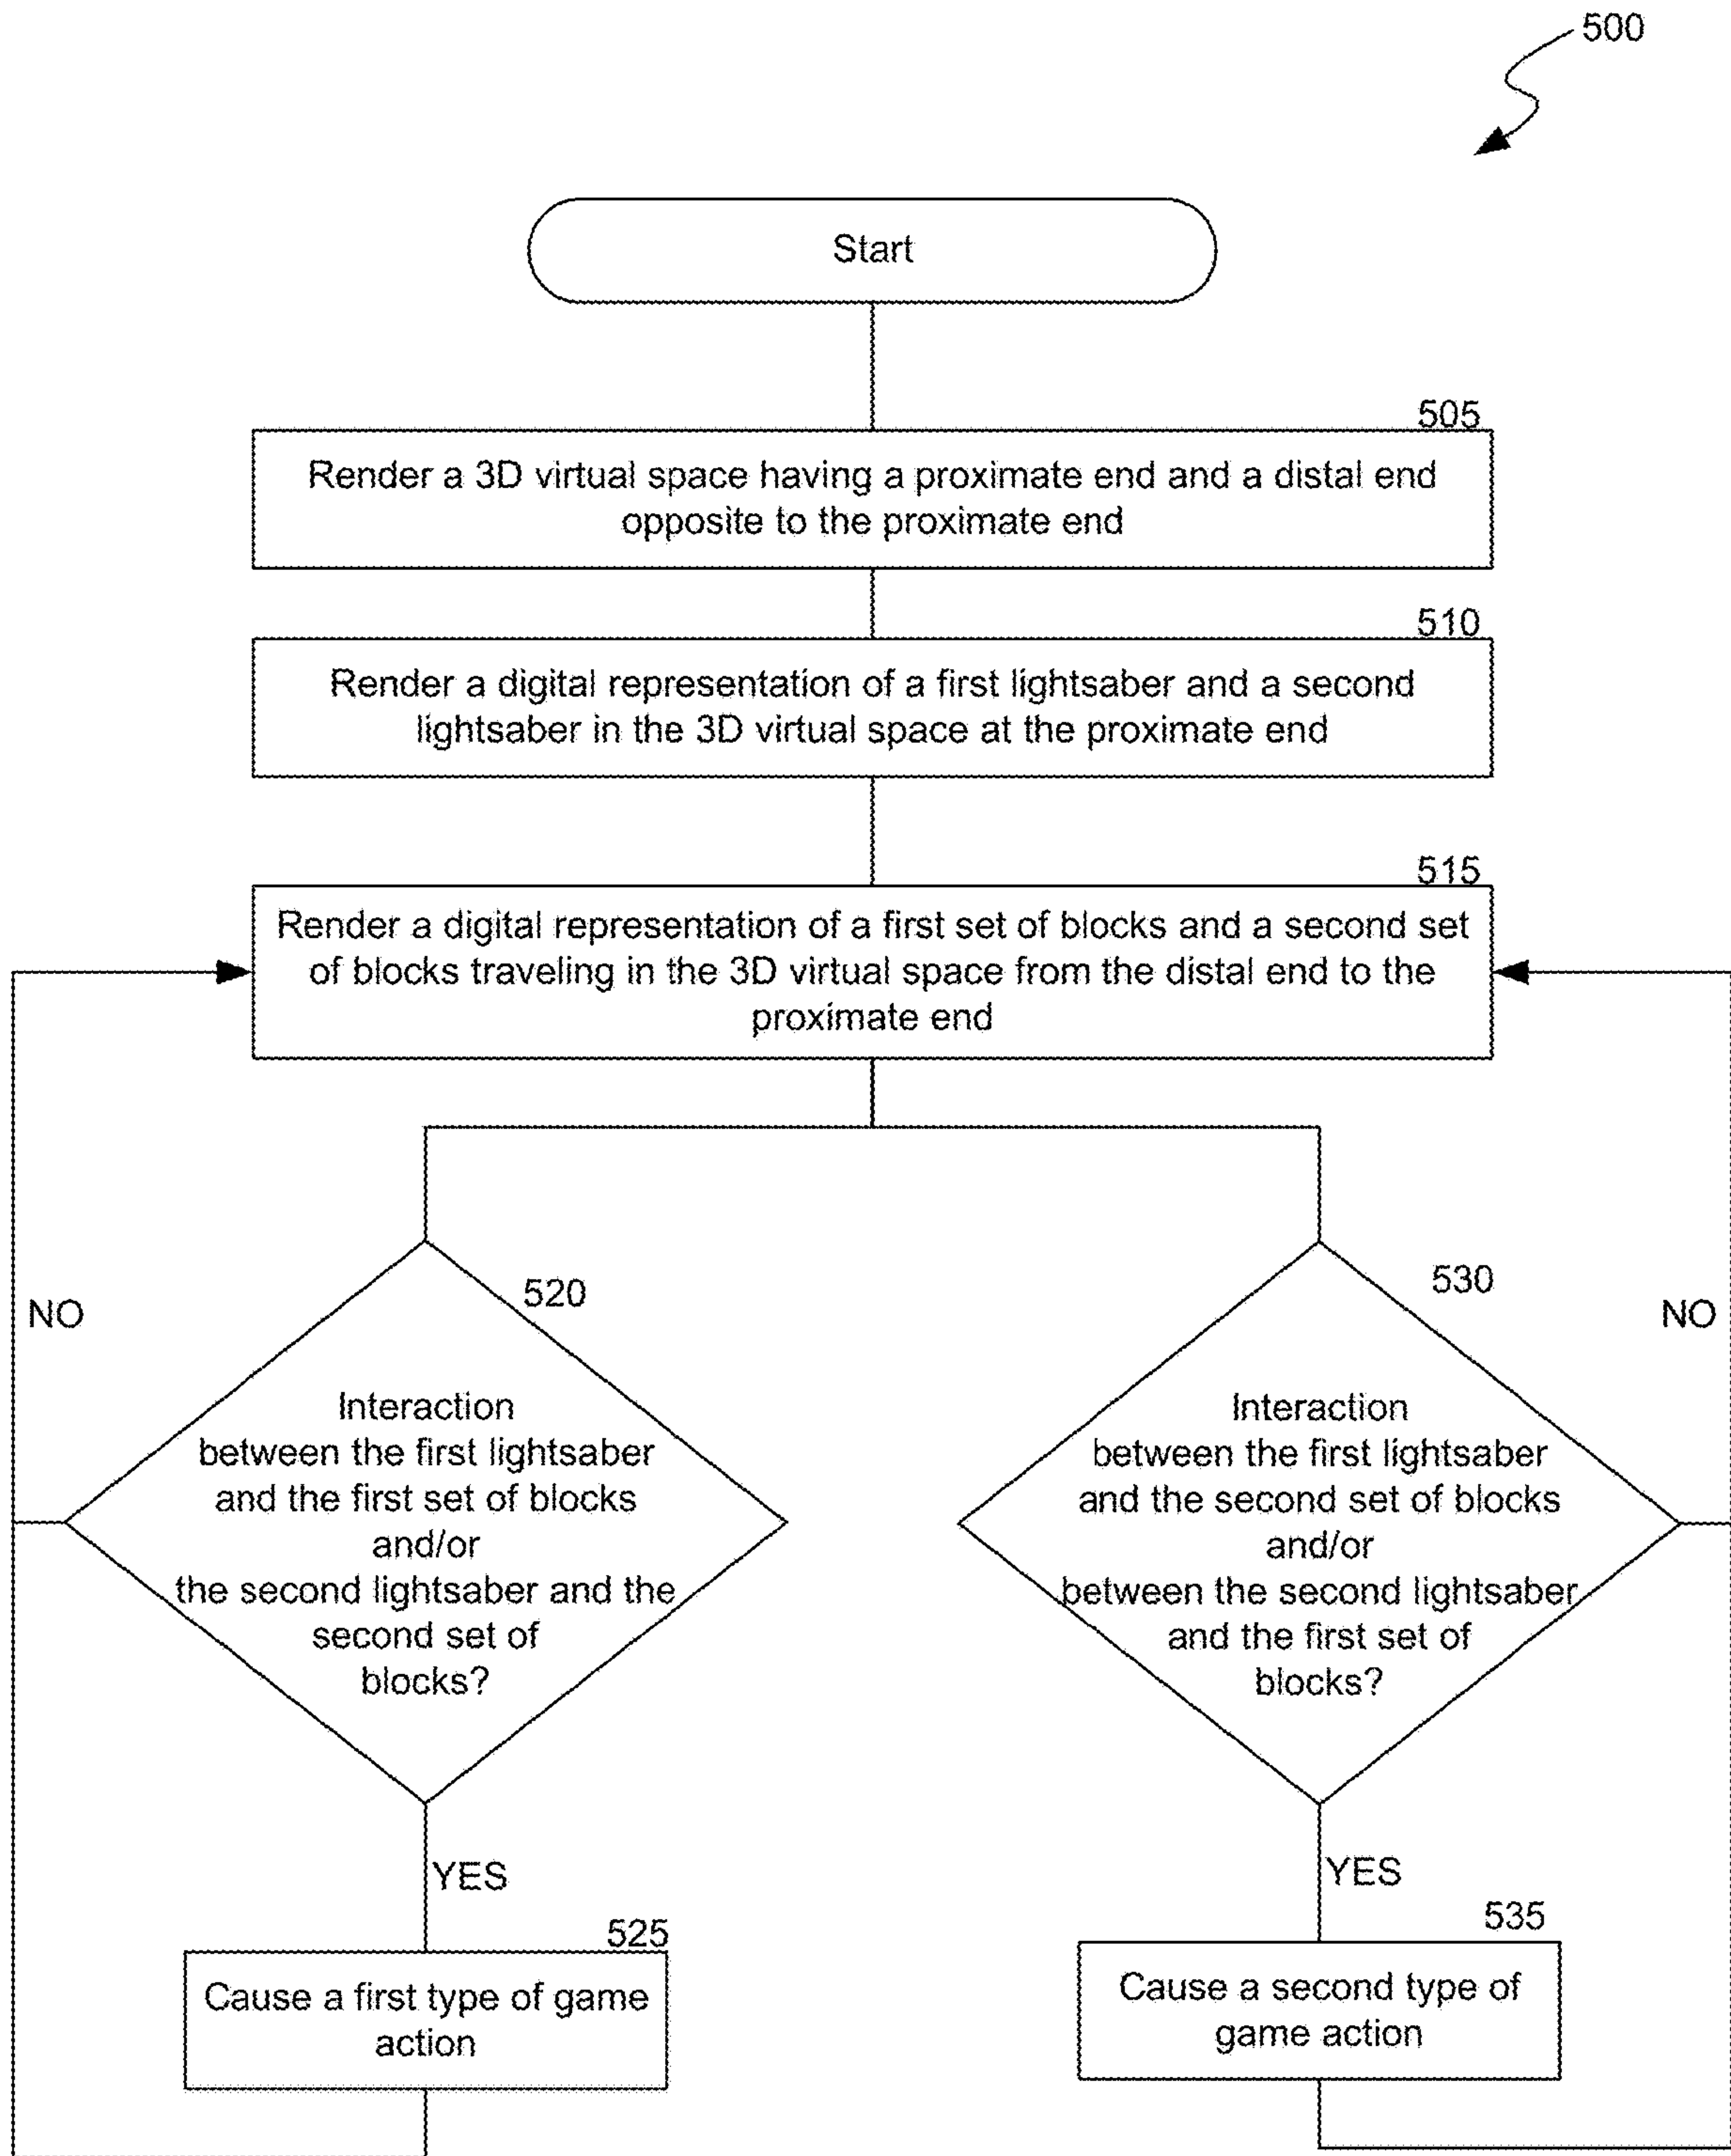 500
Start
505
Render a 3D virtual space having a proximate end and a distal end
opposite to the proximate end
510
Render a digital representation of a first lightsaber and a second
lightsaber in the 3D virtual space at the proximate end
515
Render a digital representation of a first set of blocks and a second set
of blocks traveling in the 3D virtual space from the distal end to the
proximate end
NO
520
Interaction
between the first lightsaber
and the first set of blocks
and/or
the second lightsaber and the
second set of
blocks?
YES
525
Cause a first type of game
action
530
NO
Interaction
between the first lightsaber
and the second set of blocks
and/or
between the second lightsaber
and the first set of
blocks?
YES
535
Cause a second type of
game action